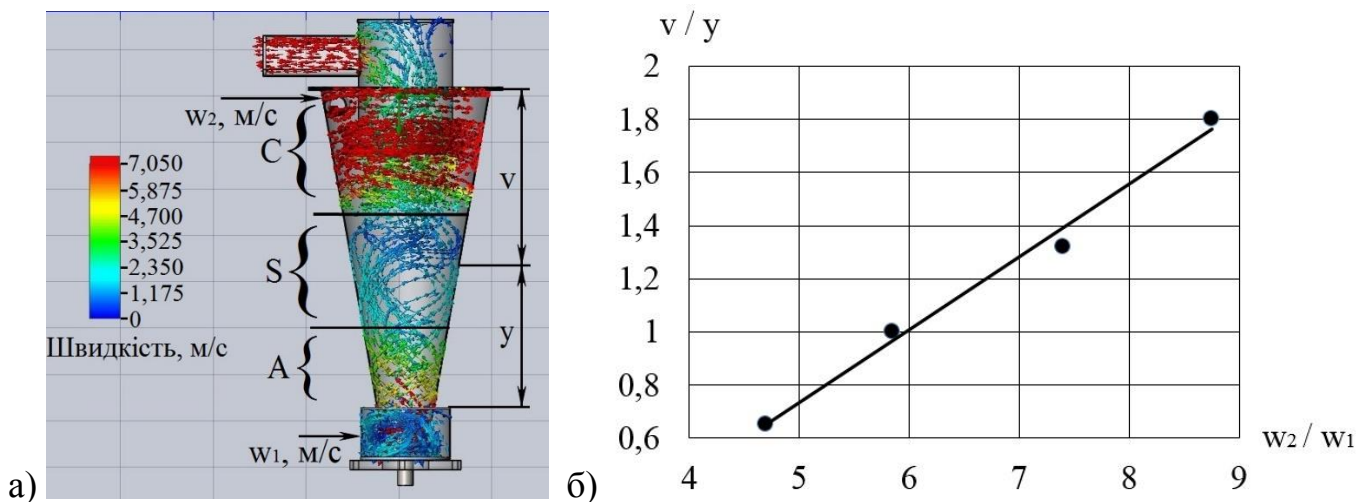 а)
w2, м/с
C
v
7,050
5,875
4,700
3,525
2,350
1,175
0
Швидкість, м/с
S
y
A
w1, м/с
б)
v / y
2
1,8
1,6
1,4
1,2
1
0,8
0,6
4 5 6 7 8 9
w2 / w1